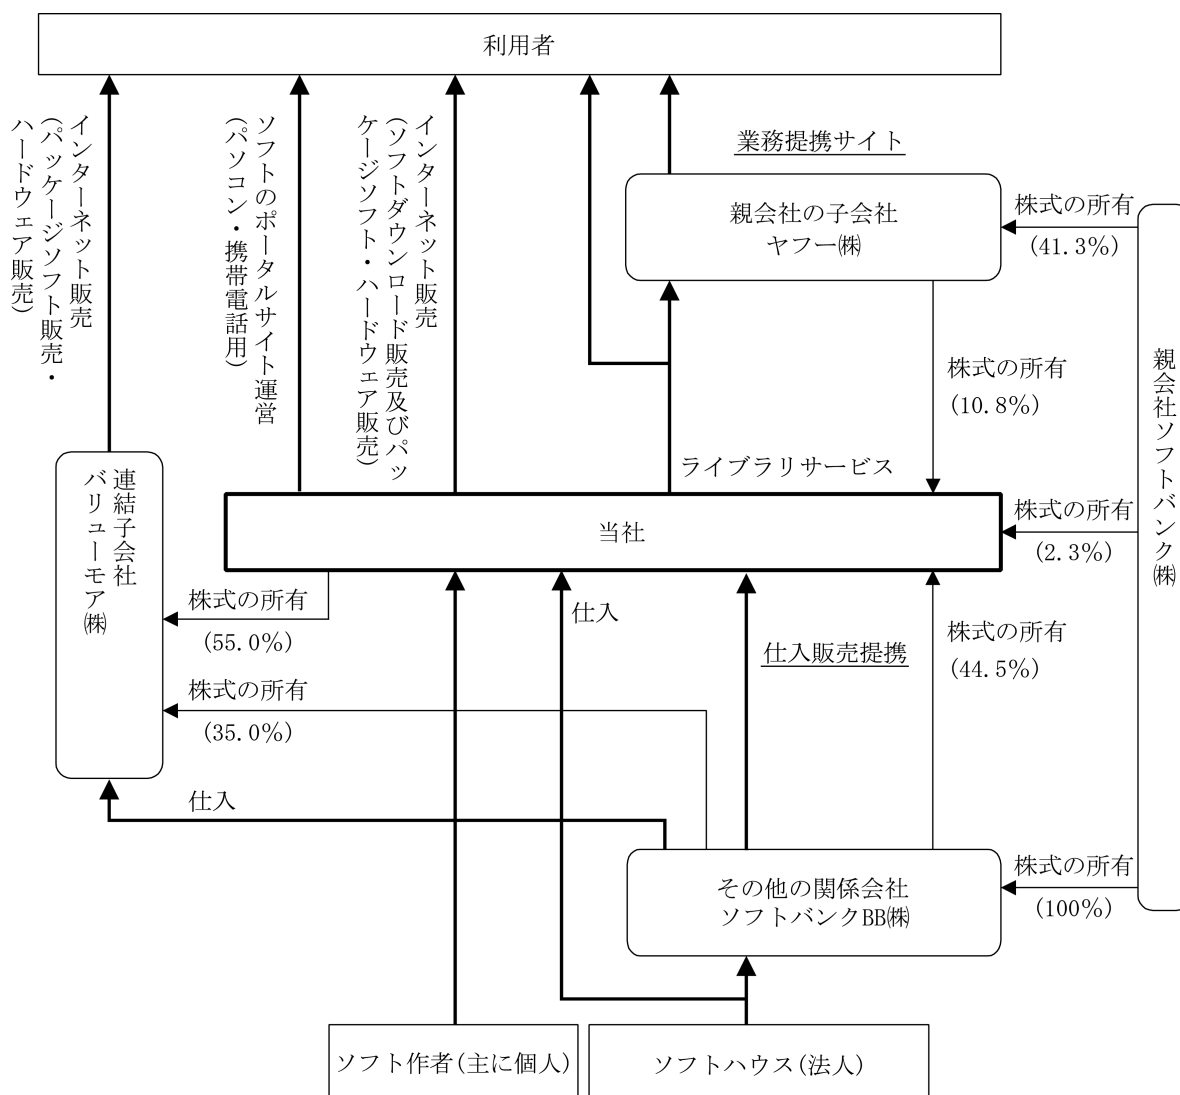 利用者
インターネット販売
(パッケージソフト販売・
ハードウェア販売)
ソフトのポータルサイト運営
(パソコン・携帯電話用)
インターネット販売
(ソフトダウンロード販売及びパッ
ケージソフト・ハードウェア販売)
業務提携サイト
親会社の子会社
ヤフー㈱
株式の所有
(41.3%)
親会社ソフトバンク㈱
株式の所有
(10.8%)
ライブラリサービス
連結子会社
バリューモア㈱
当社
株式の所有
(2.3%)
株式の所有
(55.0%)
仕入
仕入販売提携
株式の所有
(44.5%)
株式の所有
(35.0%)
仕入
その他の関係会社
ソフトバンクBB㈱
株式の所有
(100%)
ソフト作者(主に個人)
ソフトハウス(法人)